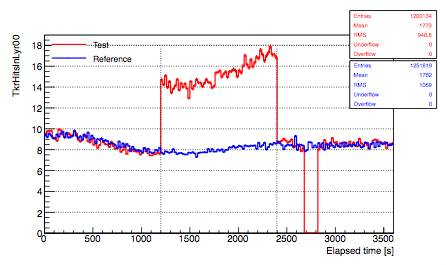 Entries 1200134
Mean 1773
RMS 948.8
Underflow 0
Overflow 0
Entries 1251819
Mean 1782
RMS 1059
Underflow 0
Overflow 0
TkrHitsInLyr00
Test
Reference
18
16
14
12
10
8
6
4
2
0
0 500 1000 1500 2000 2500 3000 3500
Elapsed time [s]